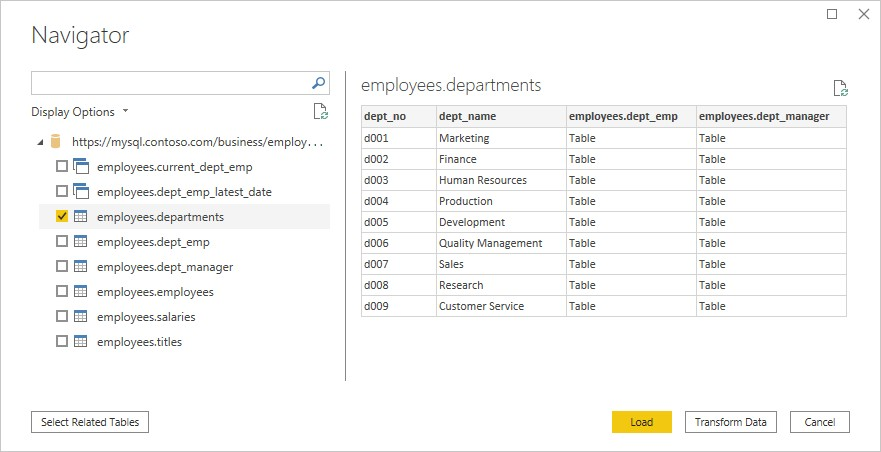 Navigator
Display Options
https://mysql.contoso.com/business/employ...
employees.current_dept_emp
employees.dept_emp_latest_date
employees.departments
employees.dept_emp
employees.dept_manager
employees.employees
employees.salaries
employees.titles
employees.departments
dept_no dept_name employees.dept_emp employees.dept_manager
d001 Marketing Table Table
d002 Finance Table Table
d003 Human Resources Table Table
d004 Production Table Table
d005 Development Table Table
d006 Quality Management Table Table
d007 Sales Table Table
d008 Research Table Table
d009 Customer Service Table Table
Select Related Tables Load Transform Data Cancel